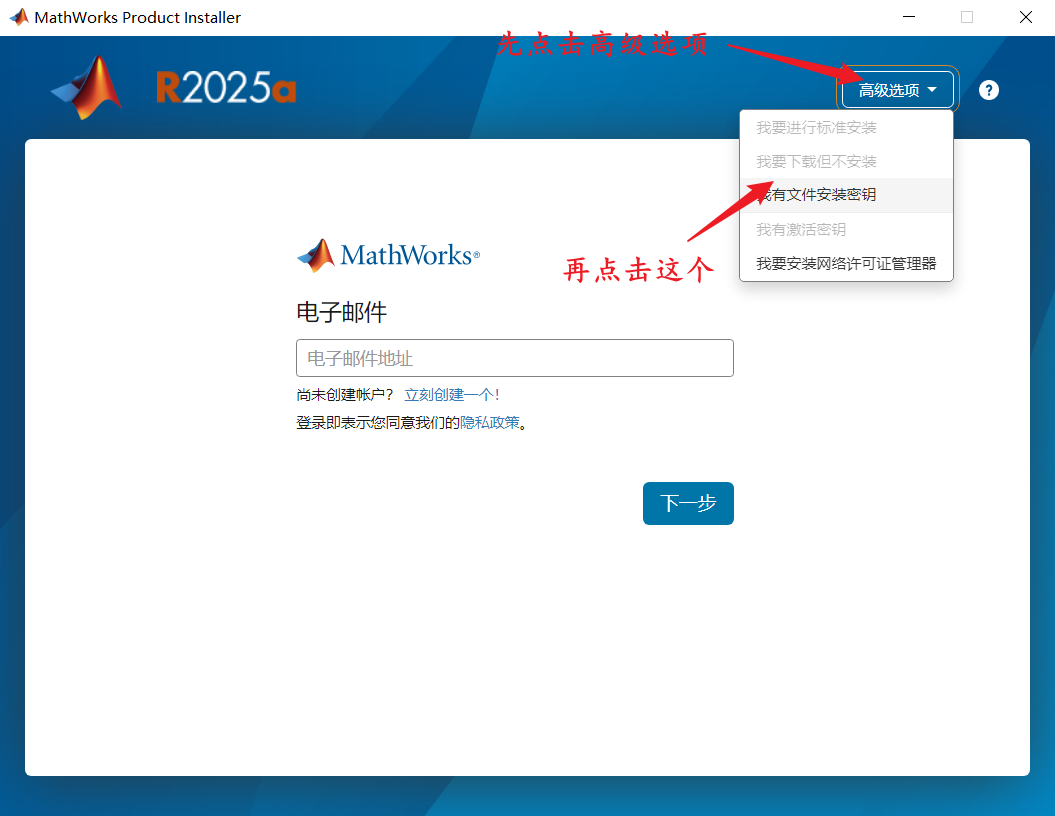 MathWorks Product Installer
先点击高级选项
R2025a
高级选项
?
我要进行标准安装
我要下载但不安装
我有文件安装密钥
我有激活密钥
我要安装网络许可证管理器
再点击这个
MathWorks®
电子邮件
电子邮件地址
尚未创建帐户? 立刻创建一个!
登录即表示您同意我们的隐私政策。
下一步